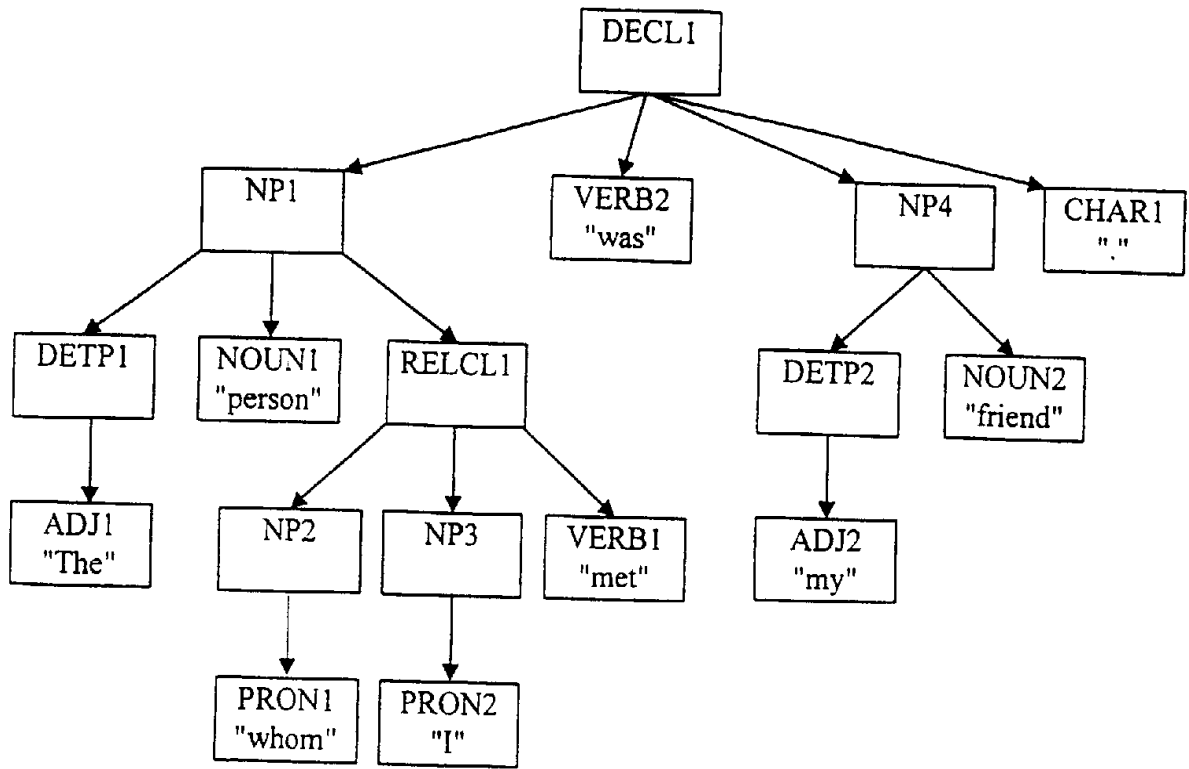 DECL1
NP1
VERB2
"was"
NP4
CHAR1
"."
DETP1
NOUN1
"person"
RELCL1
DETP2
NOUN2
"friend"
ADJ1
"The"
NP2
NP3
VERB1
"met"
ADJ2
"my"
PRON1
"whom"
PRON2
"I"